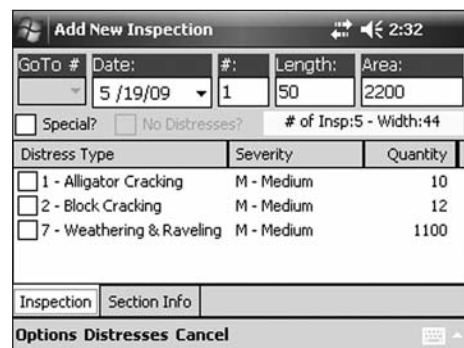 Add New Inspection 2:32
GoTo # Date: #: Length: Area:
5 /19/09 1 50 2200
Special? No Distresses? # of Insp:5 - Width:44
Distress Type Severity Quantity
1 - Alligator Cracking M - Medium 10
2 - Block Cracking M - Medium 12
7 - Weathering & Raveling M - Medium 1100
Inspection Section Info
Options Distresses Cancel